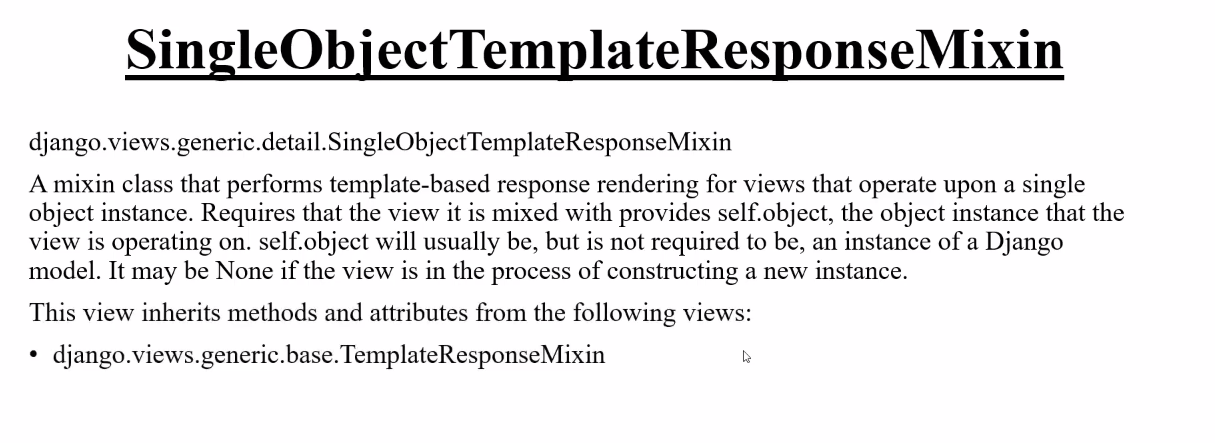 SingleObjectTemplateResponseMixin
django.views.generic.detail.SingleObjectTemplateResponseMixin
A mixin class that performs template-based response rendering for views that operate upon a single
object instance. Requires that the view it is mixed with provides self.object, the object instance that the
view is operating on. self.object will usually be, but is not required to be, an instance of a Django
model. It may be None if the view is in the process of constructing a new instance.
This view inherits methods and attributes from the following views:
• django.views.generic.base.TemplateResponseMixin